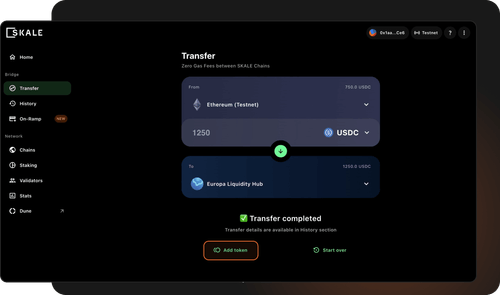 SKALE
0x1aa...Ce6
Testnet
?
Home
Bridge
Transfer
History
On-Ramp NEW
Network
Chains
Staking
Validators
Stats
Dune
Transfer
Zero Gas Fees between SKALE Chains
From 750.0 USDC
Ethereum (Testnet)
1250 USDC
To 1250.0 USDC
Europa Liquidity Hub
✅ Transfer completed
Transfer details are available in History section
Add token
Start over